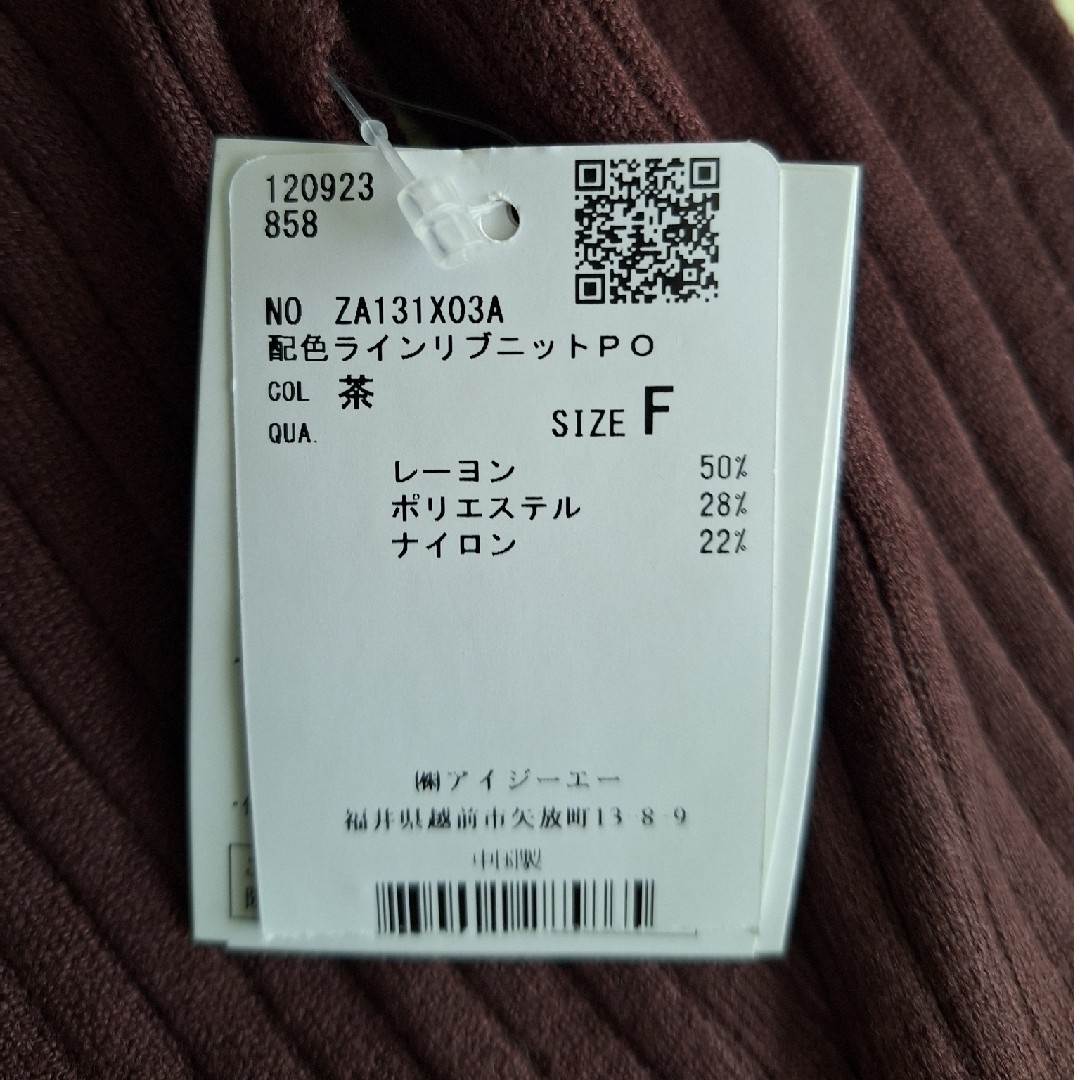 120923
858
NO ZA131X03A
配色ラインリブニットPO
COL 茶
SIZE F
QUA.
レーヨン 50%
ポリエステル 28%
ナイロン 22%
㈱アイジーエー
福井県越前市矢放町13-8-9
中国製